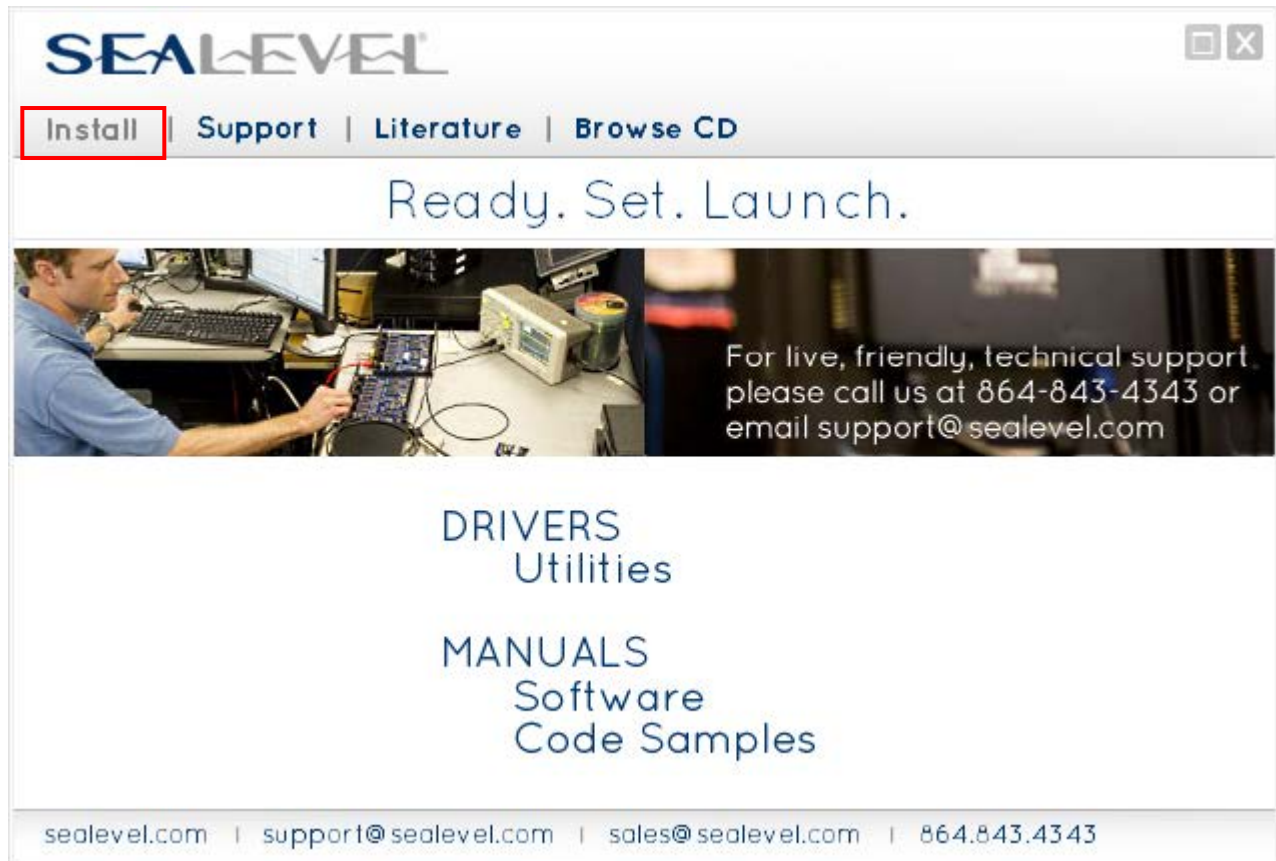 SEALEVEL®
Install | Support | Literature | Browse CD
Ready. Set. Launch.
For live, friendly, technical support
please call us at 864-843-4343 or
email support@sealevel.com
DRIVERS
Utilities
MANUALS
Software
Code Samples
sealevel.com | support@sealevel.com | sales@sealevel.com | 864.843.4343